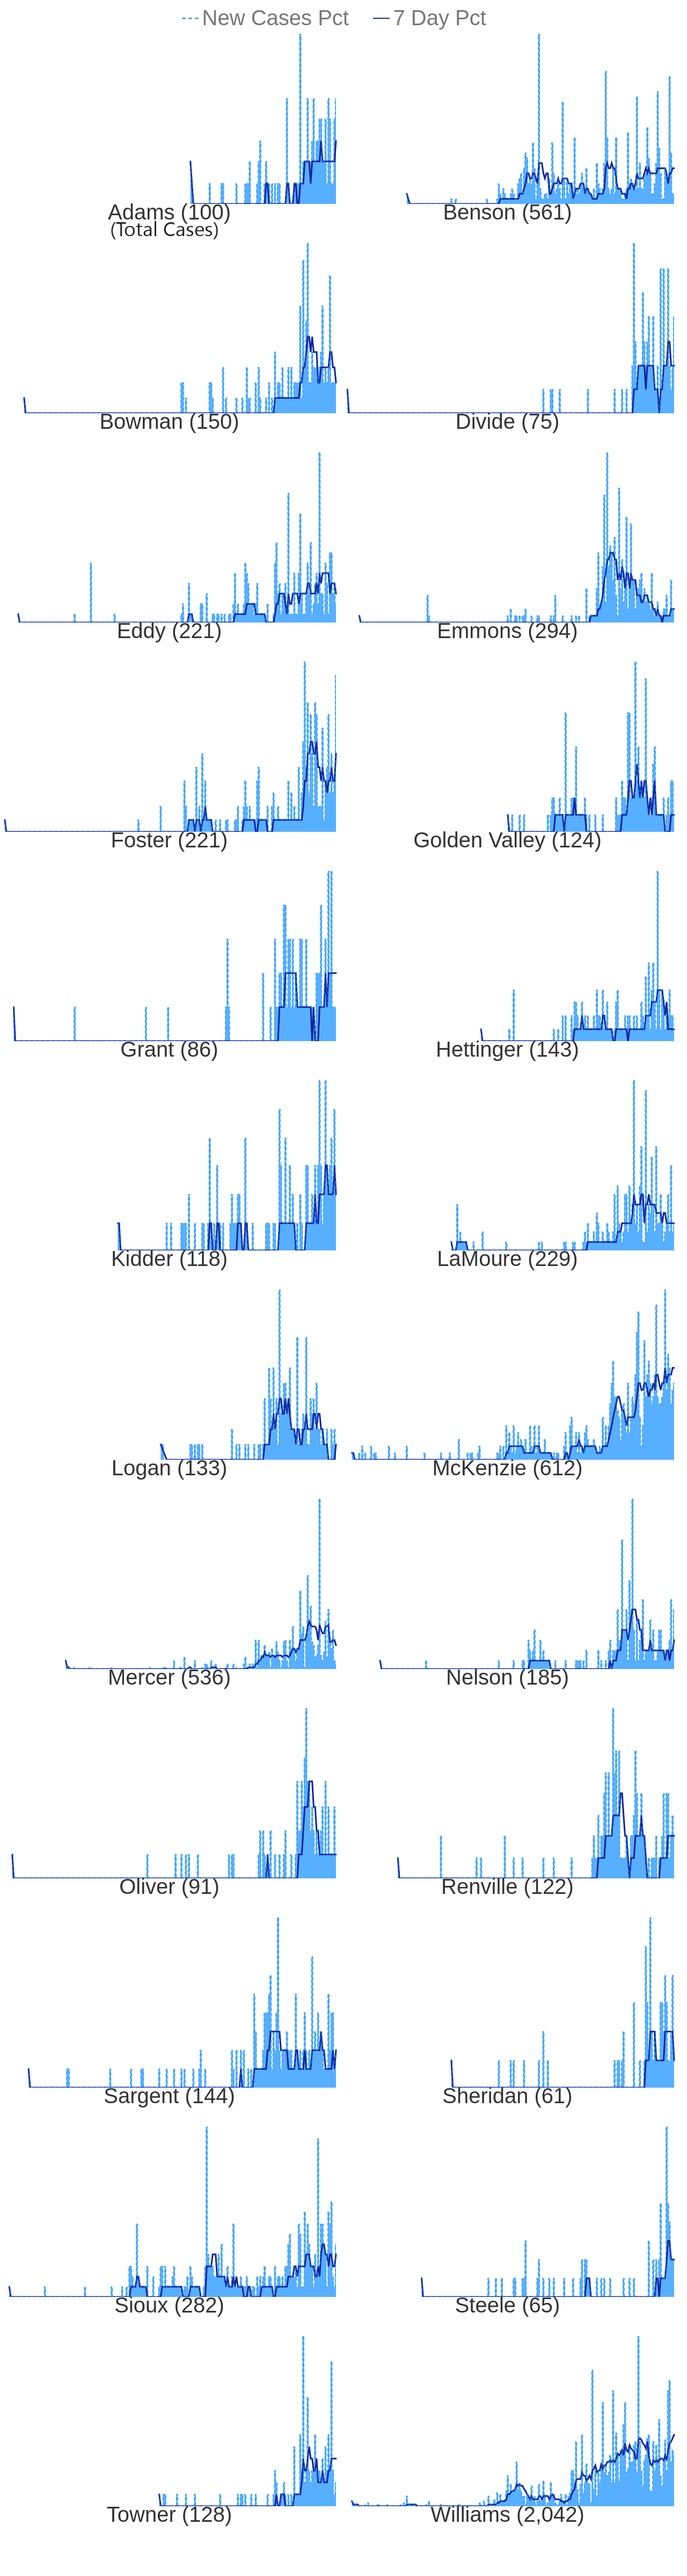 New Cases Pct 7 Day Pct
Adams (100) Benson (561)
(Total Cases)
Bowman (150) Divide (75)
Eddy (221) Emmons (294)
Foster (221) Golden Valley (124)
Grant (86) Hettinger (143)
Kidder (118) LaMoure (229)
Logan (133) McKenzie (612)
Mercer (536) Nelson (185)
Oliver (91) Renville (122)
Sargent (144) Sheridan (61)
Sioux (282) Steele (65)
Towner (128) Williams (2,042)